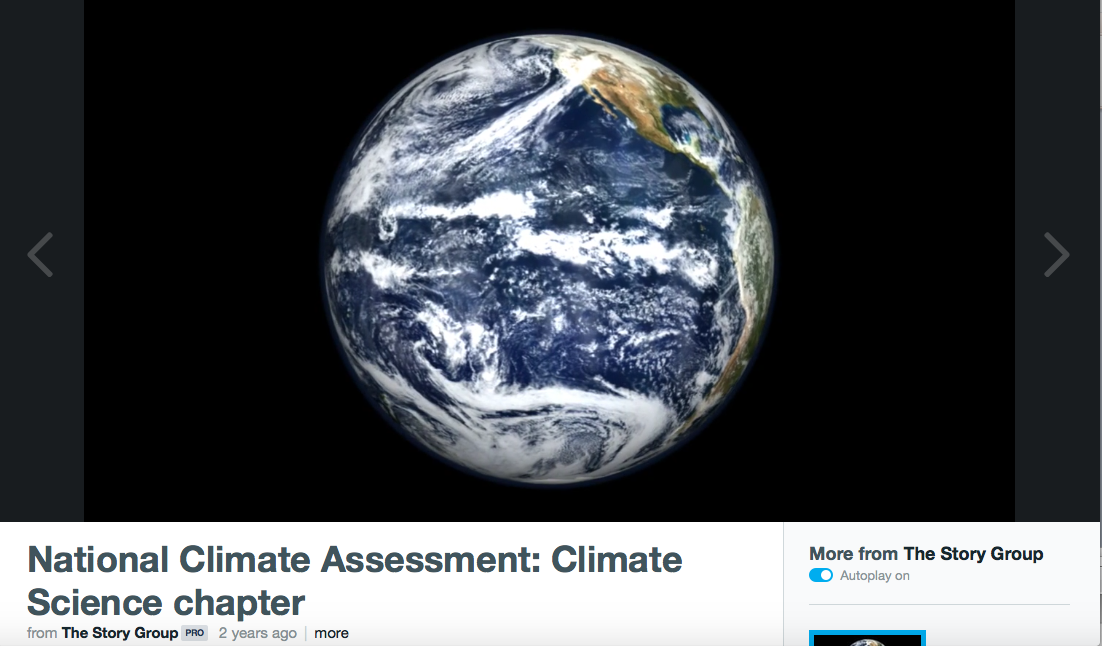 National Climate Assessment: Climate
Science chapter
from The Story Group PRO 2 years ago | more
More from The Story Group
Autoplay on